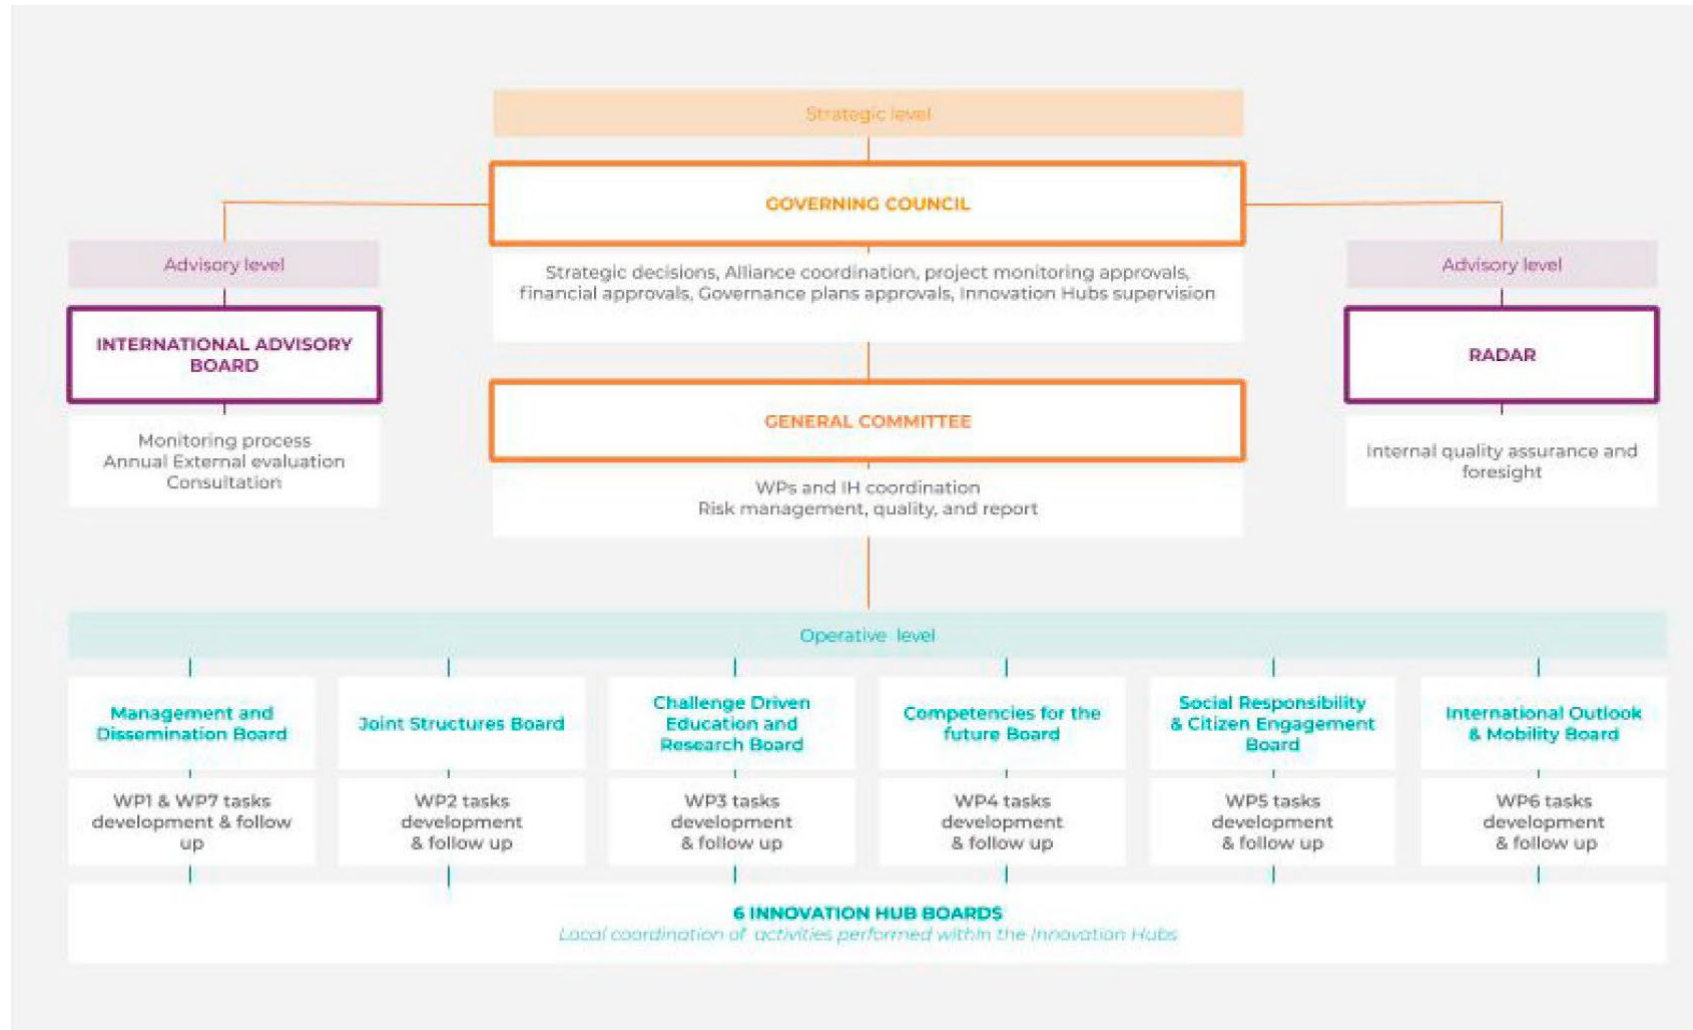 Strategic level
GOVERNING COUNCIL
Strategic decisions, Alliance coordination, project monitoring approvals,
financial approvals, Governance plans approvals, Innovation Hubs supervision
Advisory level
INTERNATIONAL ADVISORY
BOARD
Monitoring process
Annual External evaluation
Consultation
Advisory level
RADAR
Internal quality assurance and
foresight
GENERAL COMMITTEE
WPs and IH coordination
Risk management, quality, and report
Operative level
Management and
Dissemination Board
WP1 & WP7 tasks
development & follow
up
Joint Structures Board
WP2 tasks
development
& follow up
Challenge Driven
Education and
Research Board
WP3 tasks
development
& follow up
Competencies for the
future Board
WP4 tasks
development
& follow up
Social Responsibility
& Citizen Engagement
Board
WP5 tasks
development
& follow up
International Outlook
& Mobility Board
WP6 tasks
development
& follow up
6 INNOVATION HUB BOARDS
Local coordination of activities performed within the Innovation Hubs